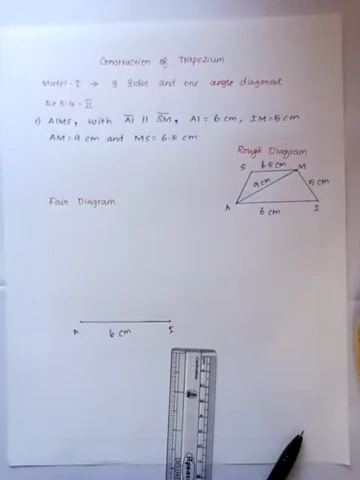 Construction of Trapezium
Model-I → 3 sides and one diagonal
Ex 5.4 - II
1) AIMS, with AI || SM, AI = 6 cm, IM = 5 cm
AM = 9 cm and MS = 6.5 cm
Rough Diagram
S 6.5 cm M
9 cm 5 cm
A 6 cm I
Fair Diagram
A 6 cm I